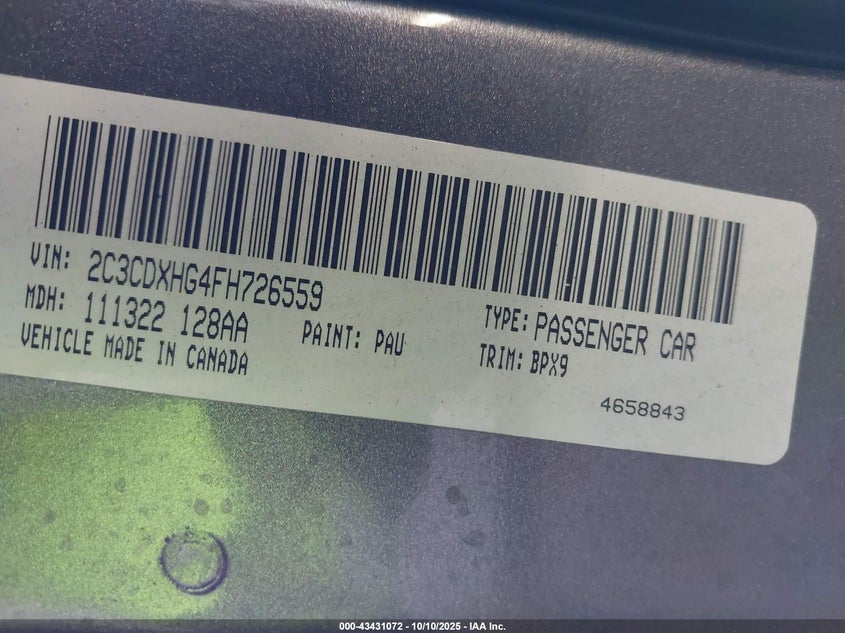 VIN: 2C3CDXHG4FH726559
MDH: 111322 128AA PAINT: PAU TYPE: PASSENGER CAR
VEHICLE MADE IN CANADA TRIM: BPX9
4658843
000-43431072 - 10/10/2025 - IAA Inc.